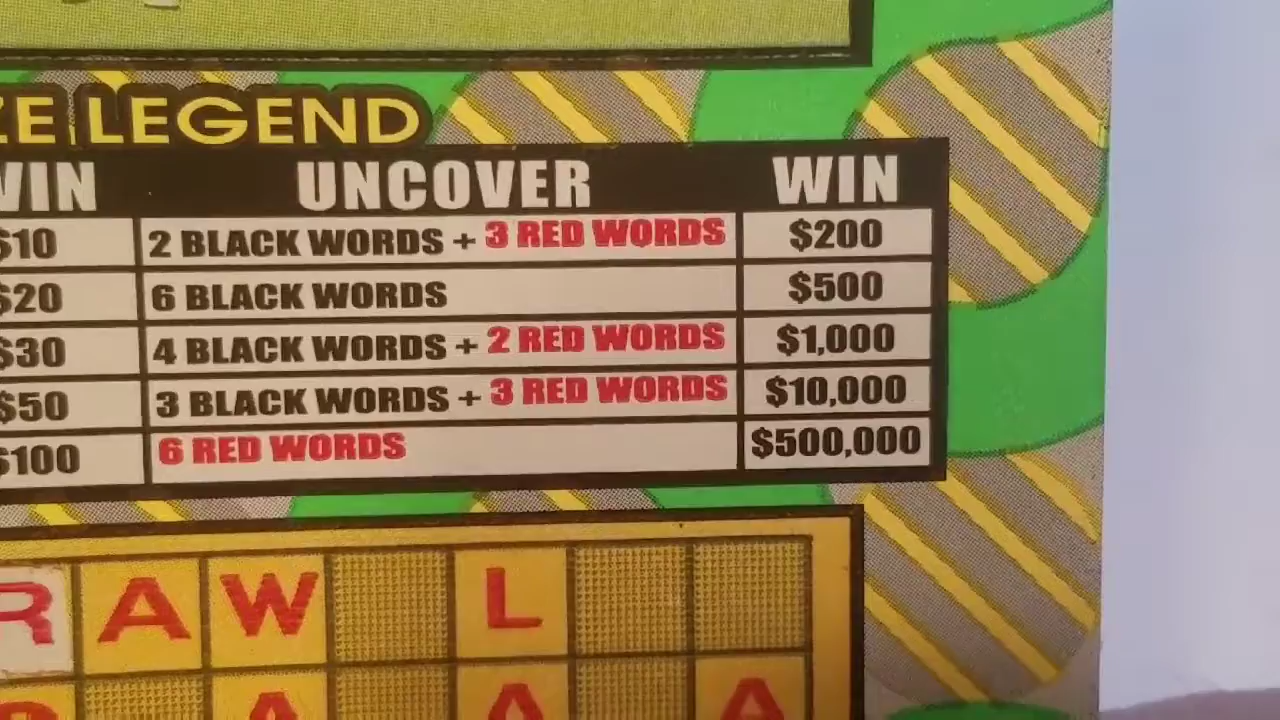 ZE LEGEND
WIN UNCOVER WIN
$10 2 BLACK WORDS + 3 RED WORDS $200
$20 6 BLACK WORDS $500
$30 4 BLACK WORDS + 2 RED WORDS $1,000
$50 3 BLACK WORDS + 3 RED WORDS $10,000
$100 6 RED WORDS $500,000
R A W L
A A A